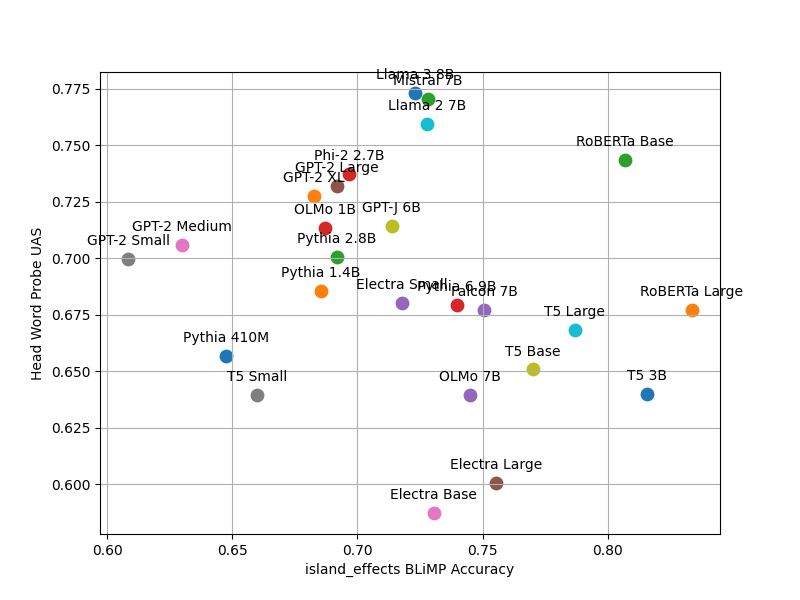 Llama 3 8B
Mistral 7B
Llama 2 7B
RoBERTa Base
Phi-2 2.7B
GPT-2 Large
GPT-2 XL
OLMo 1B
GPT-J 6B
GPT-2 Medium
GPT-2 Small
Pythia 2.8B
Pythia 1.4B
Electra Small
Pythia 6.9B
Falcon 7B
RoBERTa Large
T5 Large
Pythia 410M
T5 Base
T5 Small
OLMo 7B
T5 3B
Electra Large
Electra Base
0.775
0.750
0.725
0.700
0.675
0.650
0.625
0.600
Head Word Probe UAS
0.60 0.65 0.70 0.75 0.80
island_effects BLiMP Accuracy